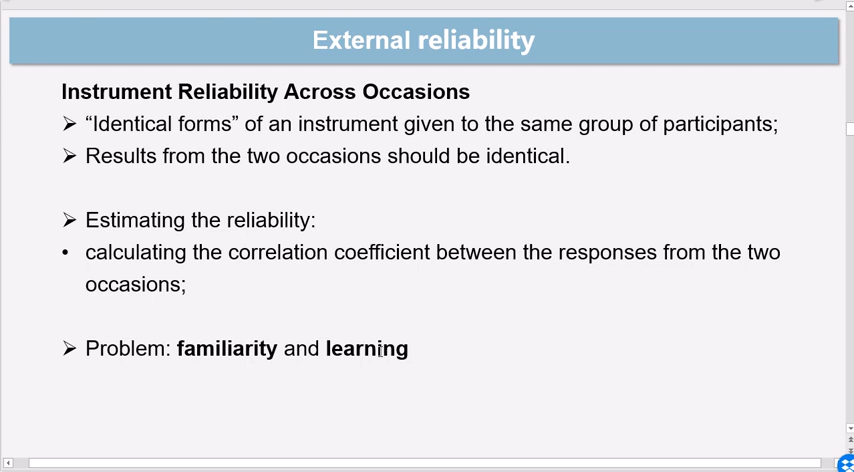 External reliability
Instrument Reliability Across Occasions
➢ “Identical forms” of an instrument given to the same group of participants;
➢ Results from the two occasions should be identical.
➢ Estimating the reliability:
• calculating the correlation coefficient between the responses from the two
occasions;
➢ Problem: familiarity and learning